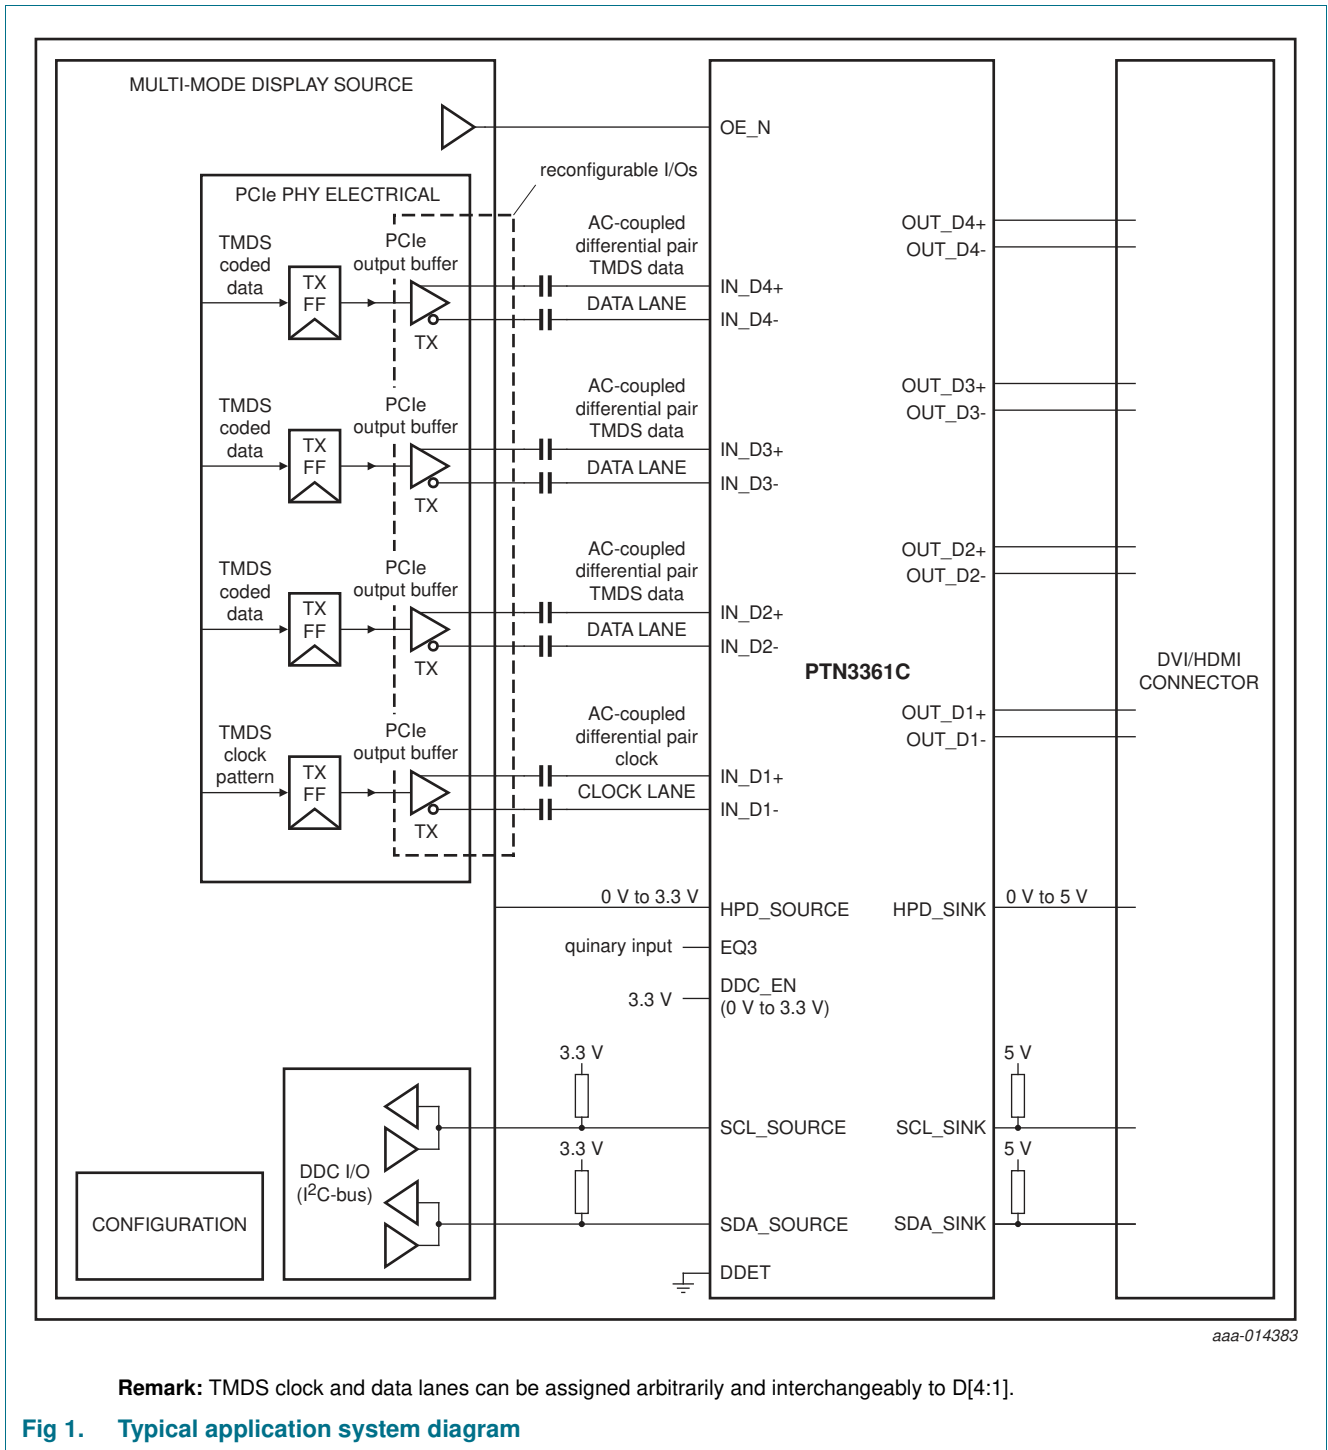 MULTI-MODE DISPLAY SOURCE
OE_N
reconfigurable I/Os
PCIe PHY ELECTRICAL
TMDS
coded
data
TX
FF
PCIe
output buffer
TX
AC-coupled
differential pair
TMDS data
DATA LANE
IN_D4+
IN_D4-
OUT_D4+
OUT_D4-
TMDS
coded
data
TX
FF
PCIe
output buffer
TX
AC-coupled
differential pair
TMDS data
DATA LANE
IN_D3+
IN_D3-
OUT_D3+
OUT_D3-
TMDS
coded
data
TX
FF
PCIe
output buffer
TX
AC-coupled
differential pair
TMDS data
DATA LANE
IN_D2+
IN_D2-
OUT_D2+
OUT_D2-
PTN3361C
DVI/HDMI
CONNECTOR
TMDS
clock
pattern
TX
FF
PCIe
output buffer
TX
AC-coupled
differential pair
clock
CLOCK LANE
IN_D1+
IN_D1-
OUT_D1+
OUT_D1-
0 V to 3.3 V
HPD_SOURCE
HPD_SINK
0 V to 5 V
quinary input
EQ3
3.3 V
DDC_EN
(0 V to 3.3 V)
3.3 V
5 V
SCL_SOURCE
SCL_SINK
3.3 V
5 V
DDC I/O
(I2C-bus)
SDA_SOURCE
SDA_SINK
CONFIGURATION
DDET
aaa-014383
Remark: TMDS clock and data lanes can be assigned arbitrarily and interchangeably to D[4:1].
Fig 1. Typical application system diagram